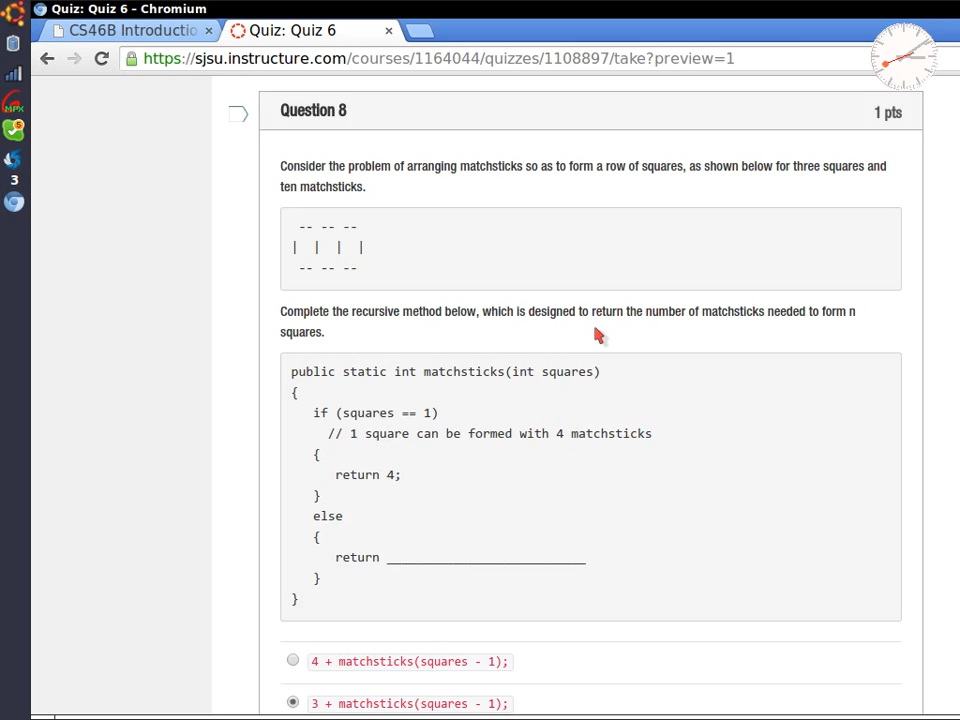 Quiz: Quiz 6 - Chromium
CS46B Introductio
Quiz: Quiz 6
https://sjsu.instructure.com/courses/1164044/quizzes/1108897/take?preview=1
MPX
5
3
Question 8
1 pts
Consider the problem of arranging matchsticks so as to form a row of squares, as shown below for three squares and
ten matchsticks.
-- -- --
|  |  |  |
-- -- --
Complete the recursive method below, which is designed to return the number of matchsticks needed to form n
squares.
public static int matchsticks(int squares)
{
if (squares == 1)
// 1 square can be formed with 4 matchsticks
{
return 4;
}
else
{
return ___________________________
}
}
4 + matchsticks(squares - 1);
3 + matchsticks(squares - 1);